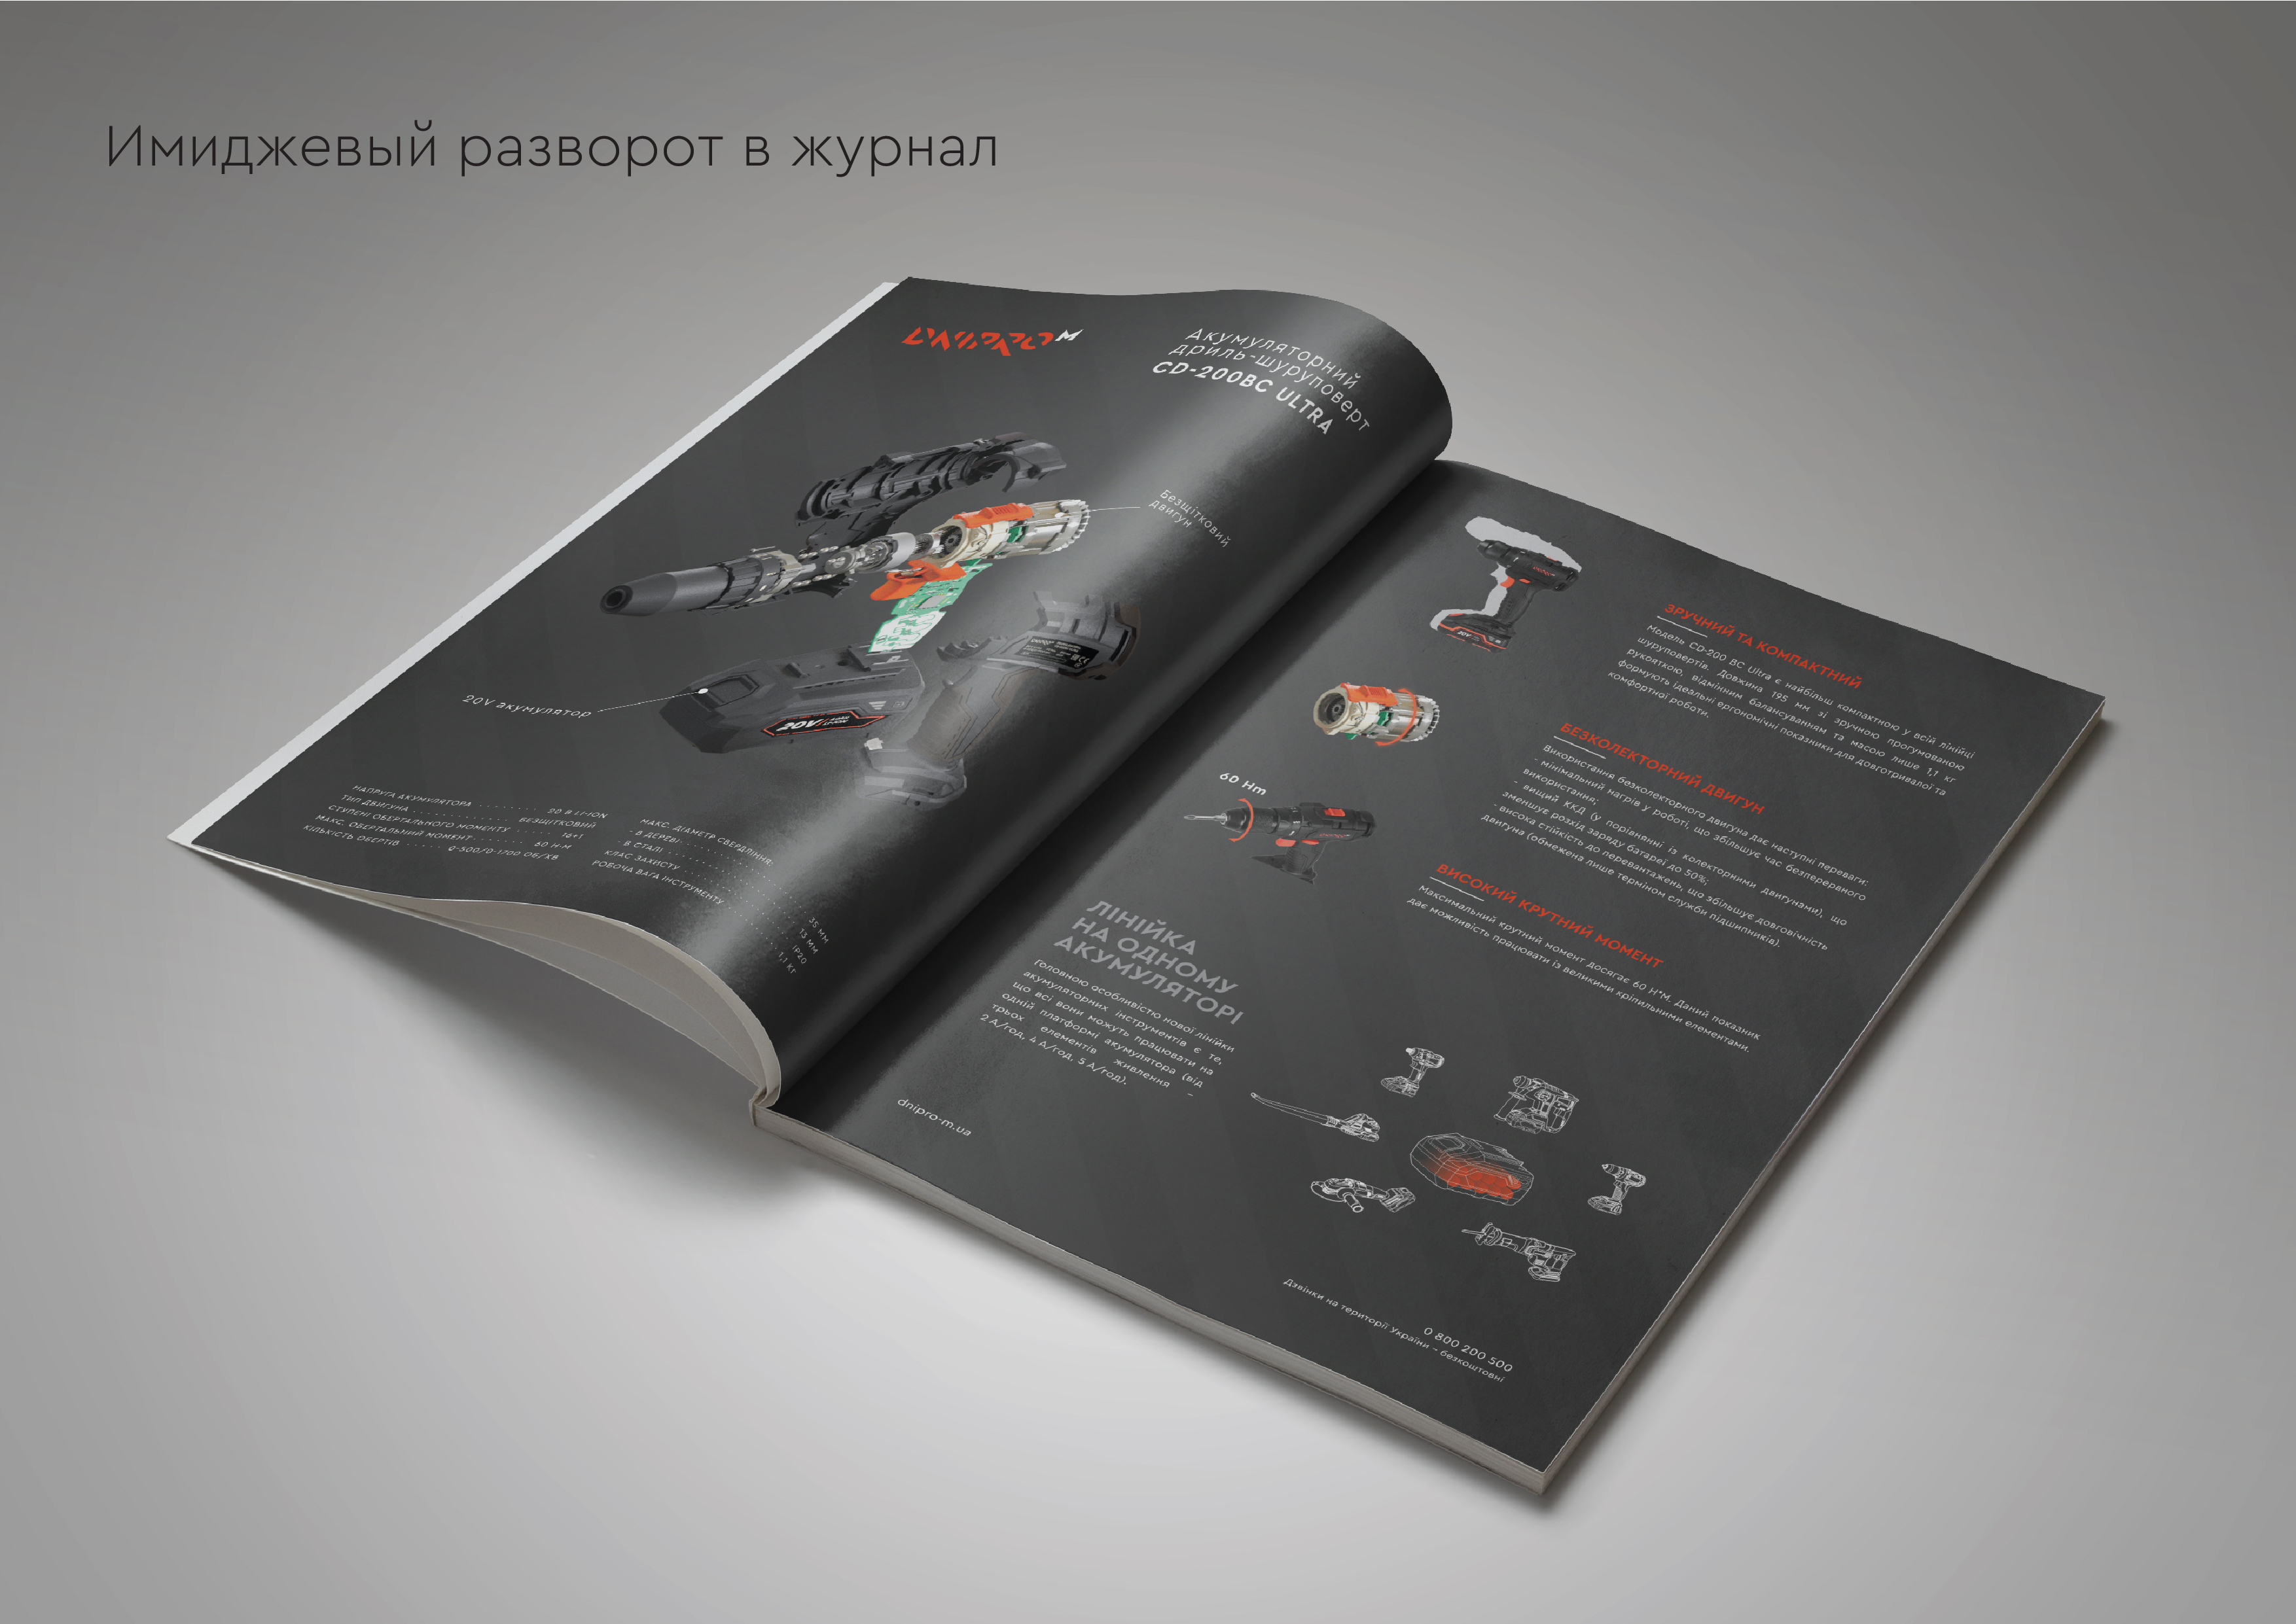 Имиджевый разворот в журнал
DNIPRO M
Акумуляторний
дриль-шуруповерт
CD-200BC ULTRA
Безщітковий
двигун
20V акумулятор
20V
LI-ION
НАПРУГА АКУМУЛЯТОРА . . . . . . . . 20 В LI-ION
ТИП ДВИГУНА . . . . . . . . . . . . . . БЕЗЩІТКОВИЙ
СТУПЕНІ ОБЕРТАЛЬНОГО МОМЕНТУ . . . . . . 16+1
МАКС. ОБЕРТАЛЬНИЙ МОМЕНТ . . . . . . . 60 Н·М
КІЛЬКІСТЬ ОБЕРТІВ . . . . . . 0-500/0-1700 ОБ/ХВ
МАКС. ДІАМЕТР СВЕРДЛІННЯ:
- В ДЕРЕВІ . . . . . . . . . . . . 35 ММ
- В СТАЛІ . . . . . . . . . . . . 13 ММ
КЛАС ЗАХИСТУ . . . . . . . . . . . . IP20
РОБОЧА ВАГА ІНСТРУМЕНТУ . . . . . . . . 1,1 КГ
ЗРУЧНИЙ ТА КОМПАКТНИЙ
Модель CD-200 BC Ultra є найбільш компактною у всій лінійці
шуруповертів. Довжина 195 мм зі зручною прогумованою
рукояткою, відмінним балансуванням та масою лише 1,1 кг
формують ідеальні ергономічні показники для довготривалої та
комфортної роботи.
БЕЗКОЛЕКТОРНИЙ ДВИГУН
Використання безколекторного двигуна дає наступні переваги:
- мінімальний нагрів у роботі, що збільшує час безперервного
використання;
- вищий ККД (у порівнянні із колекторними двигунами), що
зменшує розхід заряду батареї до 50%;
- висока стійкість до перевантажень, що збільшує довговічність
двигуна (обмежена лише терміном служби підшипників).
60 Hm
ВИСОКИЙ КРУТНИЙ МОМЕНТ
Максимальний крутний момент досягає 60 Н*М. Даний показник
дає можливість працювати із великими кріпильними елементами.
ЛІНІЙКА
НА ОДНОМУ
АКУМУЛЯТОРІ
Головною особливістю нової лінійки
акумуляторних інструментів є те,
що всі вони можуть працювати на
одній платформі акумулятора (від
трьох елементів живлення –
2 А/год, 4 А/год, 5 А/год).
dnipro-m.ua
0 800 200 500
Дзвінки на території України – безкоштовні